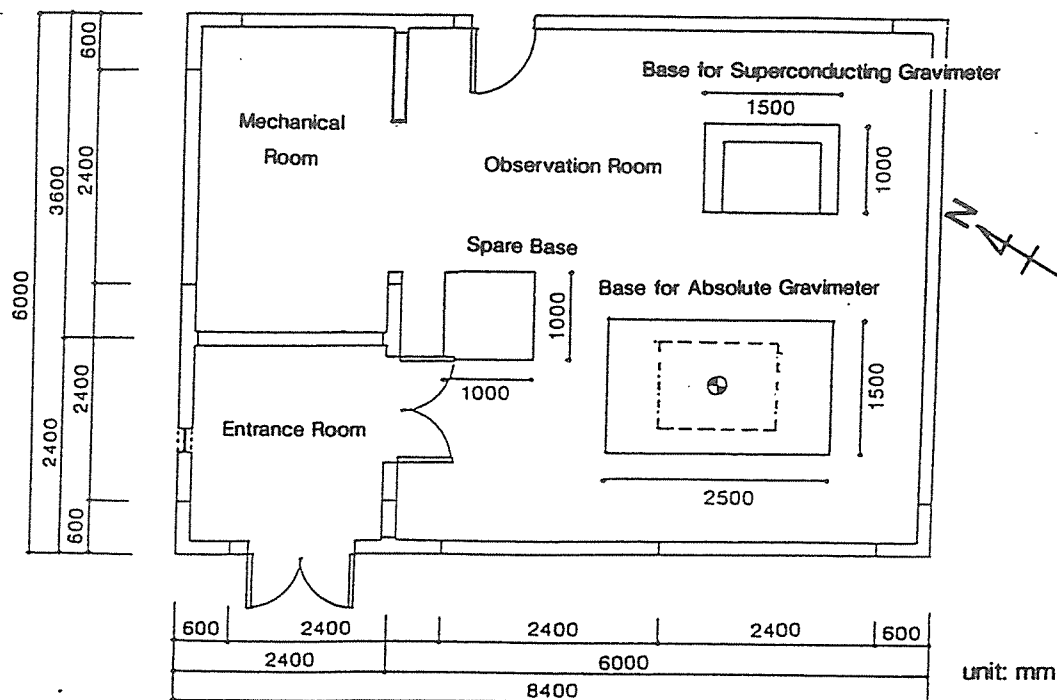 600
Base for Superconducting Gravimeter
1500
Mechanical
Room
Observation Room
1000
2400
3600
6000
N
Spare Base
Base for Absolute Gravimeter
1000
1000
1500
2400
2400
Entrance Room
2500
600
600
2400
2400
2400
600
2400
6000
8400
unit: mm